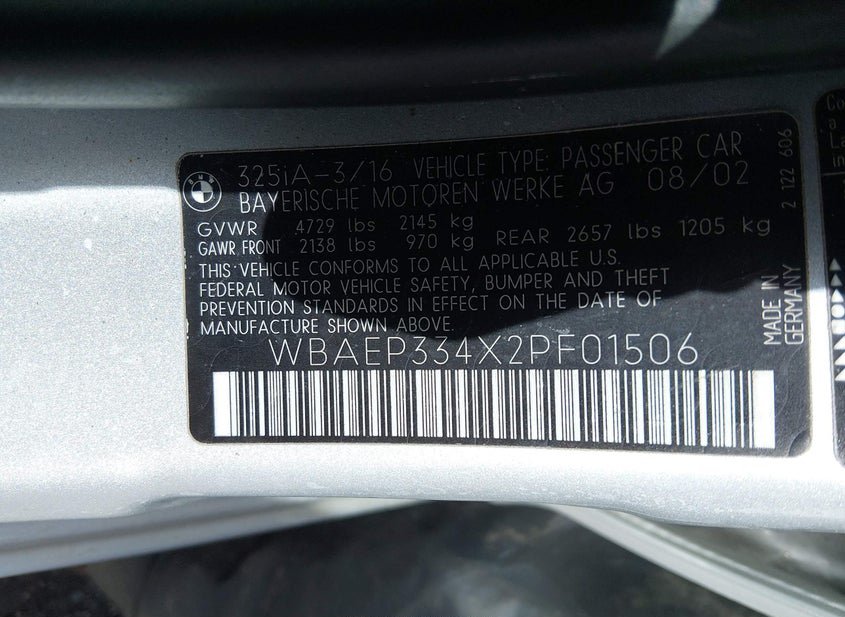 325iA-3/16 VEHICLE TYPE: PASSENGER CAR
BAYERISCHE MOTOREN WERKE AG 08/02
GVWR 4729 lbs 2145 kg
GAWR FRONT 2138 lbs 970 kg REAR 2657 lbs 1205 kg
THIS VEHICLE CONFORMS TO ALL APPLICABLE U.S.
FEDERAL MOTOR VEHICLE SAFETY, BUMPER AND THEFT
PREVENTION STANDARDS IN EFFECT ON THE DATE OF
MANUFACTURE SHOWN ABOVE.
WBAEP334X2PF01506
MADE IN
GERMANY
2 122 606
BMW